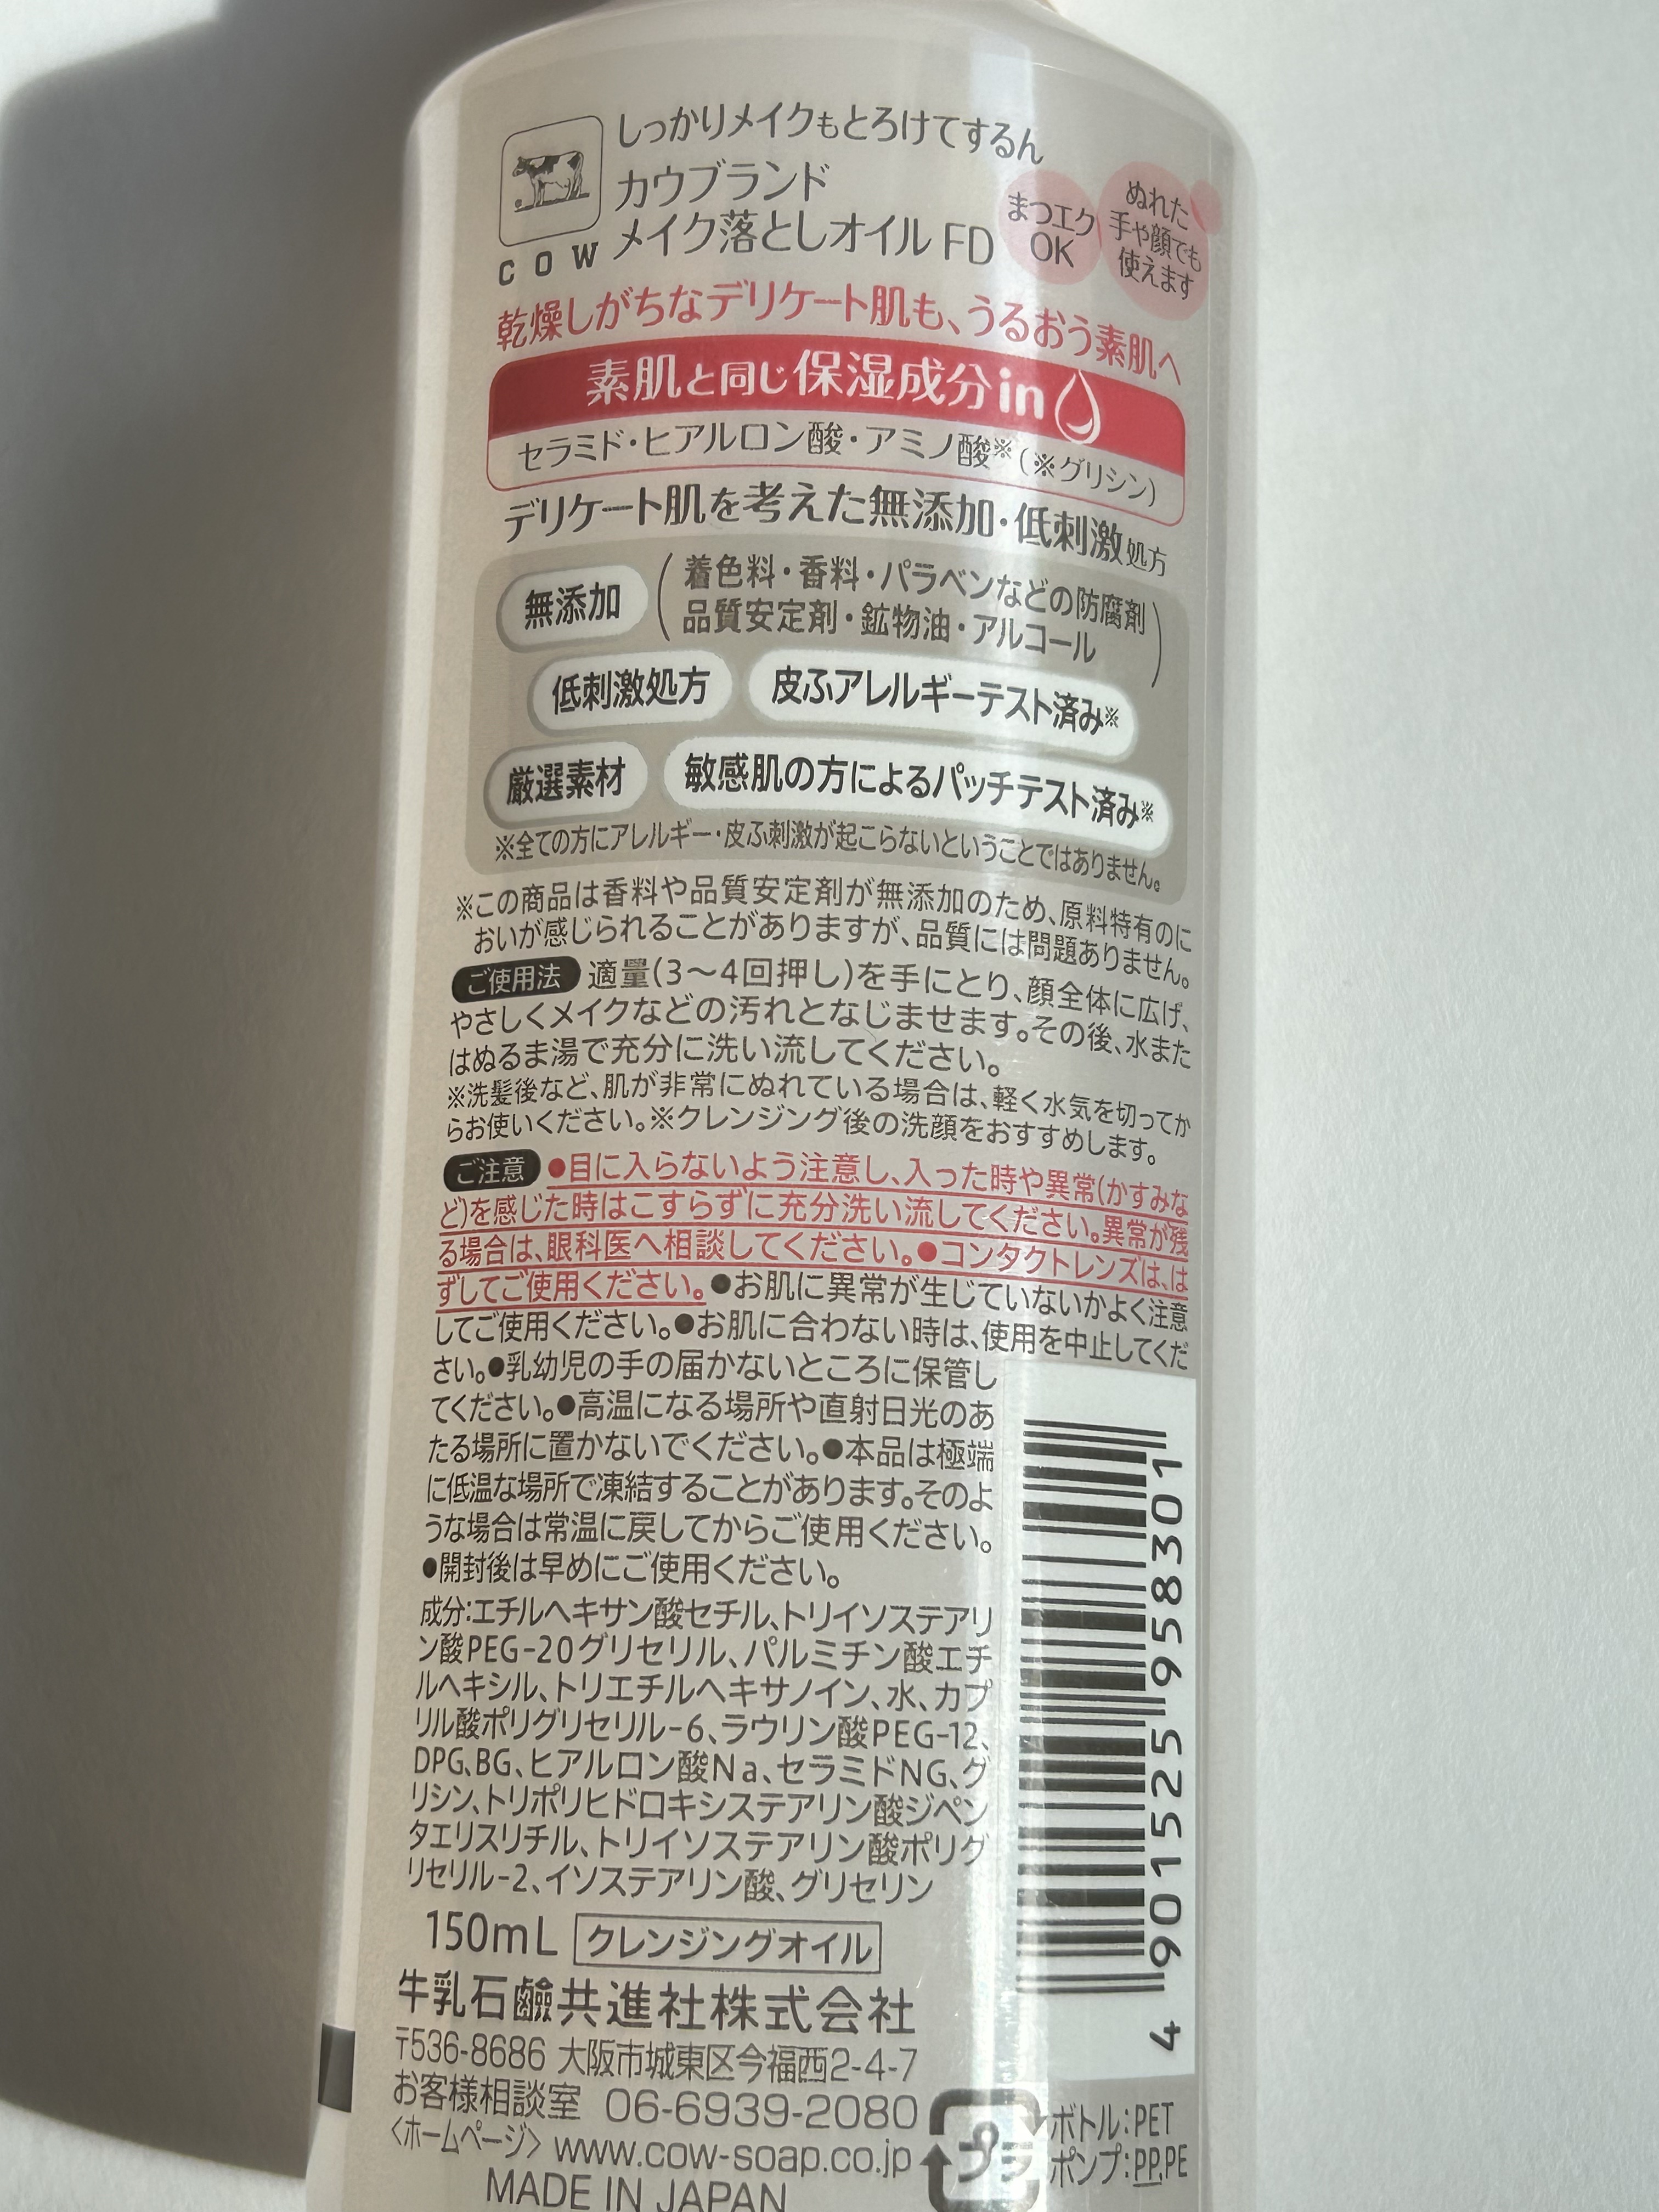 しっかりメイクもとろけてするん
カウブランド
メイク落としオイル FD
COW
まつエク
OK
ぬれた
手や顔でも
使えます
乾燥しがちなデリケート肌も、うるおう素肌へ
素肌と同じ保湿成分in
セラミド・ヒアルロン酸・アミノ酸※(※グリシン)
デリケート肌を考えた無添加・低刺激処方
無添加
着色料・香料・パラベンなどの防腐剤
品質安定剤・鉱物油・アルコール
低刺激処方
皮ふアレルギーテスト済み※
厳選素材
敏感肌の方によるパッチテスト済み※
※全ての方にアレルギー・皮ふ刺激が起こらないということではありません。
※この商品は香料や品質安定剤が無添加のため、原料特有のに
おいが感じられることがありますが、品質には問題ありません。
ご使用法 適量(3〜4回押し)を手にとり、顔全体に広げ、
やさしくメイクなどの汚れとなじませます。その後、水また
はぬるま湯で充分に洗い流してください。
※洗髪後など、肌が非常にぬれている場合は、軽く水気を切ってか
らお使いください。※クレンジング後の洗顔をおすすめします。
ご注意 ●目に入らないよう注意し、入った時や異常(かすみな
ど)を感じた時はこすらずに充分洗い流してください。異常が残
る場合は、眼科医へ相談してください。●コンタクトレンズは、は
ずしてご使用ください。●お肌に異常が生じていないかよく注意
してご使用ください。●お肌に合わない時は、使用を中止してくだ
さい。●乳幼児の手の届かないところに保管し
てください。●高温になる場所や直射日光のあ
たる場所に置かないでください。●本品は極端
に低温な場所で凍結することがあります。そのよ
うな場合は常温に戻してからご使用ください。
●開封後は早めにご使用ください。
成分:エチルヘキサン酸セチル、トリイソステアリ
ン酸PEG-20グリセリル、パルミチン酸エチ
ルヘキシル、トリエチルヘキサノイン、水、カプ
リル酸ポリグリセリル-6、ラウリン酸PEG-12、
DPG、BG、ヒアルロン酸Na、セラミドNG、グ
リシン、トリポリヒドロキシステアリン酸ジペン
タエリスリチル、トリイソステアリン酸ポリグ
リセリル-2、イソステアリン酸、グリセリン
150mL クレンジングオイル
牛乳石鹼共進社株式会社
〒536-8686 大阪市城東区今福西2-4-7
お客様相談室 06-6939-2080
〈ホームページ〉 www.cow-soap.co.jp
MADE IN JAPAN
4 901525 958301
プラ
ボトル:PET
ポンプ:PP,PE